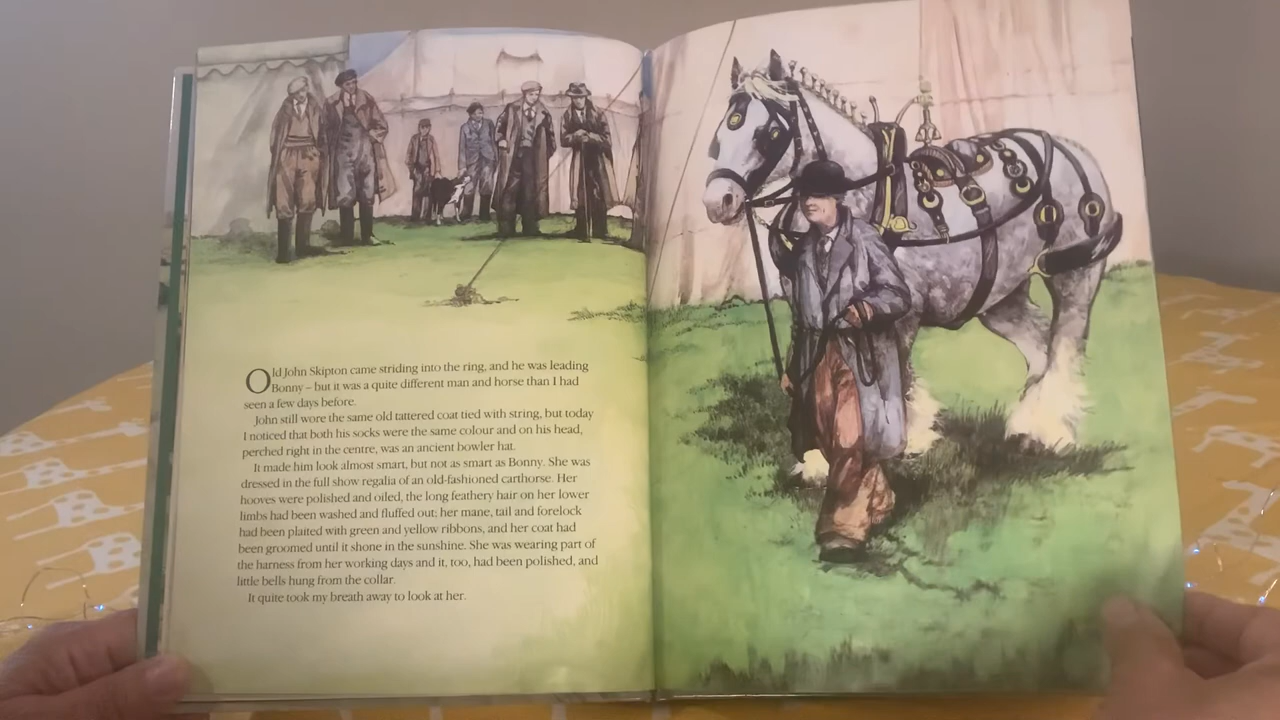 Old John Skipton came striding into the ring, and he was leading
Bonny – but it was a quite different man and horse than I had
seen a few days before.
John still wore the same old tattered coat tied with string, but today
I noticed that both his socks were the same colour and on his head,
perched right in the centre, was an ancient bowler hat.
It made him look almost smart, but not as smart as Bonny. She was
dressed in the full show regalia of an old-fashioned carthorse. Her
hooves were polished and oiled, the long feathery hair on her lower
limbs had been washed and fluffed out; her mane, tail and forelock
had been plaited with green and yellow ribbons, and her coat had
been groomed until it shone in the sunshine. She was wearing part of
the harness from her working days and it, too, had been polished, and
little bells hung from the collar.
It quite took my breath away to look at her.